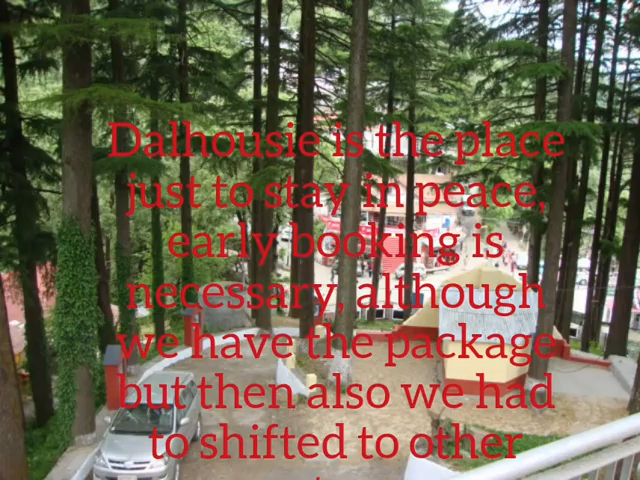 Dalhousie is the place
just to stay in peace,
early booking is
necessary, although
we have the package
but then also we had
to shifted to other